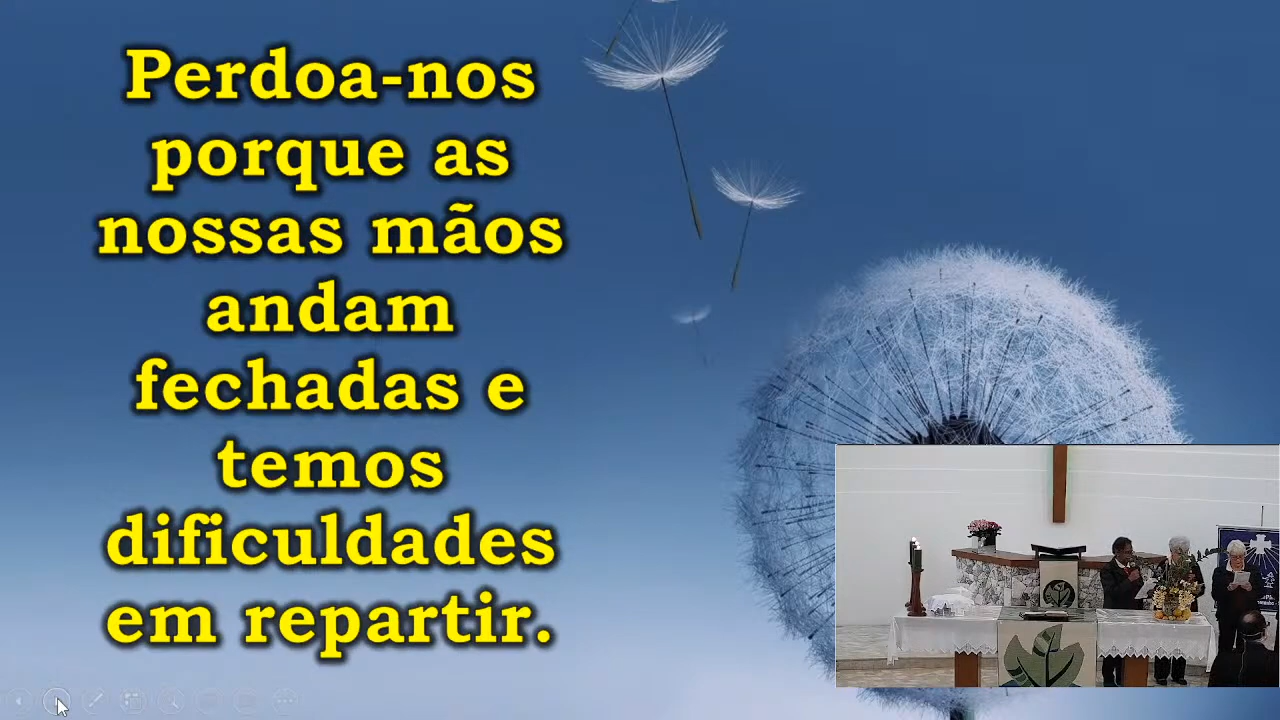 Perdoa-nos
porque as
nossas mãos
andam
fechadas e
temos
dificuldades
em repartir.